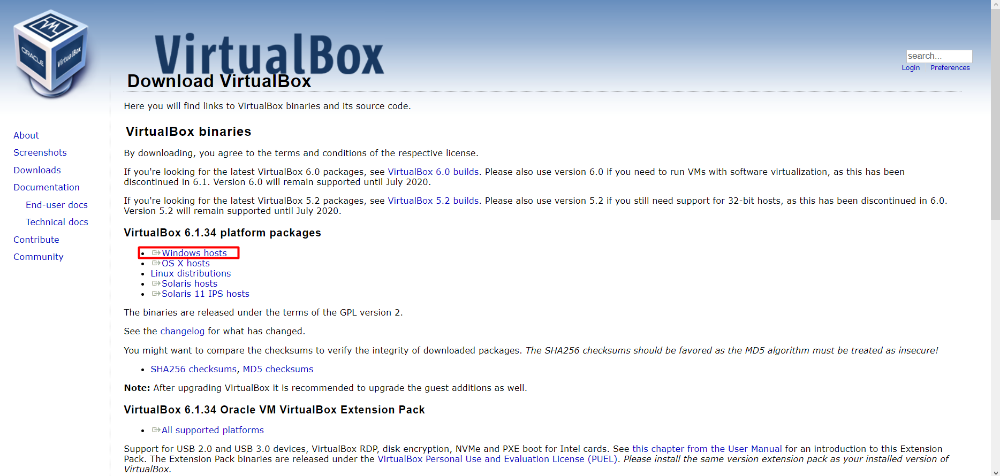 ORACLE
VirtualBox
VirtualBox
search...
Login Preferences
Download VirtualBox
Here you will find links to VirtualBox binaries and its source code.
About
Screenshots
Downloads
Documentation
End-user docs
Technical docs
Contribute
Community
VirtualBox binaries
By downloading, you agree to the terms and conditions of the respective license.
If you're looking for the latest VirtualBox 6.0 packages, see VirtualBox 6.0 builds. Please also use version 6.0 if you need to run VMs with software virtualization, as this has been
discontinued in 6.1. Version 6.0 will remain supported until July 2020.
If you're looking for the latest VirtualBox 5.2 packages, see VirtualBox 5.2 builds. Please also use version 5.2 if you still need support for 32-bit hosts, as this has been discontinued in 6.0.
Version 5.2 will remain supported until July 2020.
VirtualBox 6.1.34 platform packages
• Windows hosts
• OS X hosts
• Linux distributions
• Solaris hosts
• Solaris 11 IPS hosts
The binaries are released under the terms of the GPL version 2.
See the changelog for what has changed.
You might want to compare the checksums to verify the integrity of downloaded packages. The SHA256 checksums should be favored as the MD5 algorithm must be treated as insecure!
• SHA256 checksums, MD5 checksums
Note: After upgrading VirtualBox it is recommended to upgrade the guest additions as well.
VirtualBox 6.1.34 Oracle VM VirtualBox Extension Pack
• All supported platforms
Support for USB 2.0 and USB 3.0 devices, VirtualBox RDP, disk encryption, NVMe and PXE boot for Intel cards. See this chapter from the User Manual for an introduction to this Extension
Pack. The Extension Pack binaries are released under the VirtualBox Personal Use and Evaluation License (PUEL). Please install the same version extension pack as your installed version of
VirtualBox.